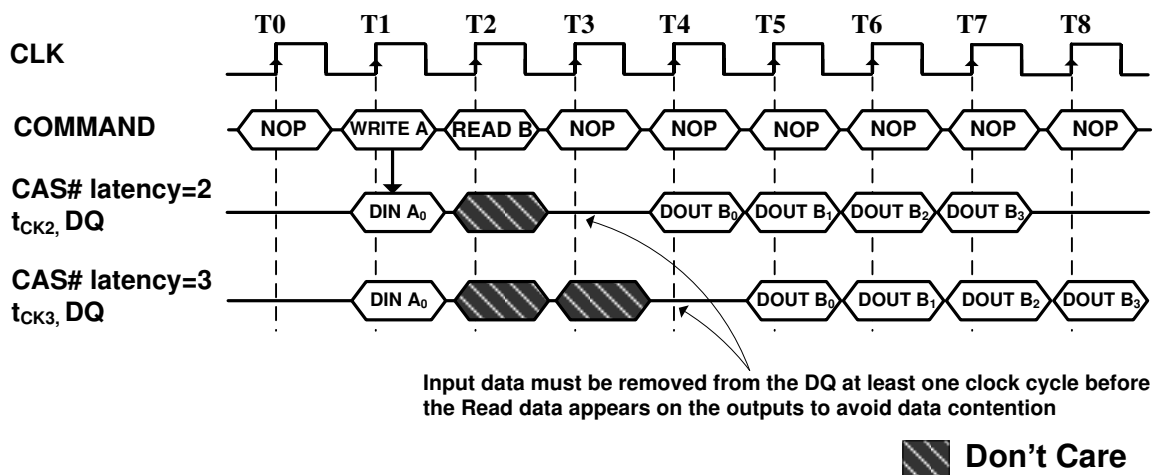 T0 T1 T2 T3 T4 T5 T6 T7 T8
CLK
COMMAND NOP WRITE A READ B NOP NOP NOP NOP NOP NOP
CAS# latency=2
tCK2, DQ DIN A0 DOUT B0 DOUT B1 DOUT B2 DOUT B3
CAS# latency=3
tCK3, DQ DIN A0 DOUT B0 DOUT B1 DOUT B2 DOUT B3
Input data must be removed from the DQ at least one clock cycle before
the Read data appears on the outputs to avoid data contention
Don't Care